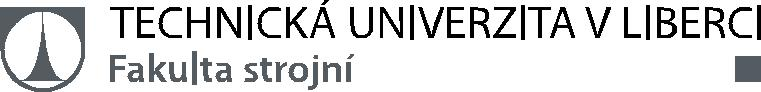 TECHNICKÁ UNIVERZITA V LIBERCI
Fakulta strojní